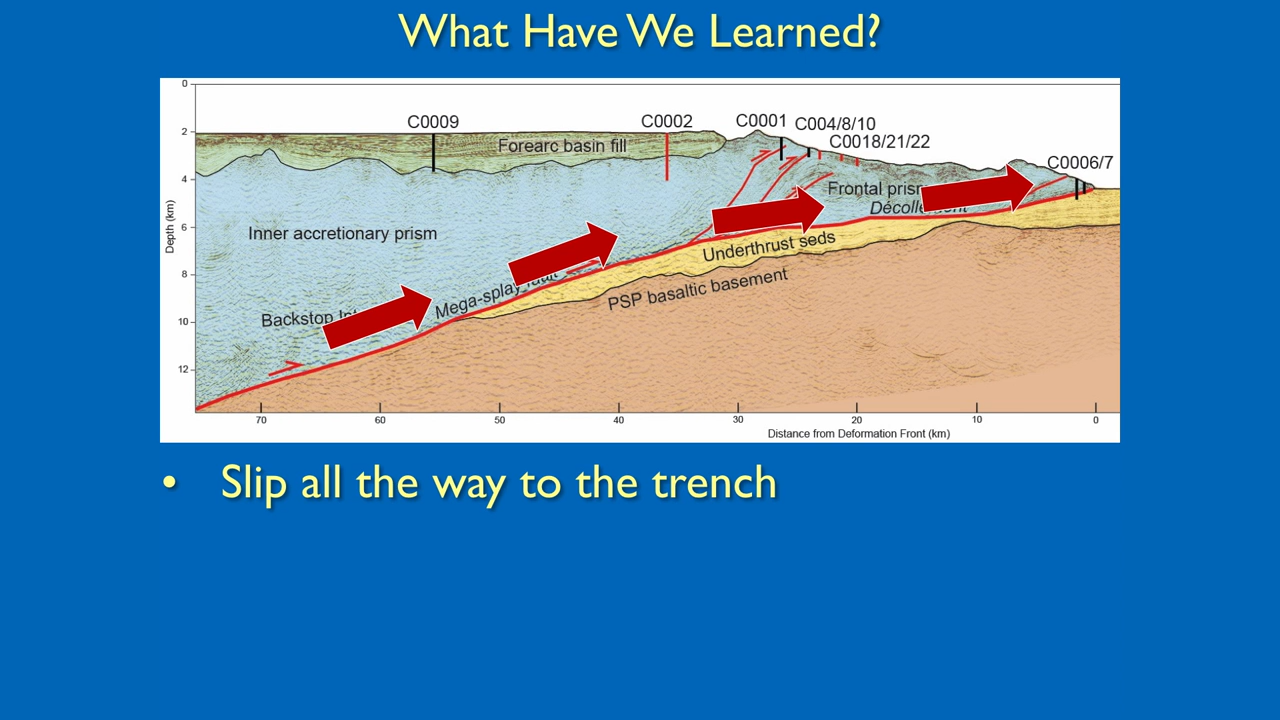 What Have We Learned?
0
2
4
6
8
10
12
Depth (km)
C0009
C0002
C0001
C004/8/10
C0018/21/22
C0006/7
Forearc basin fill
Frontal
Inner accretionary prism
Underthrust seds
Mega-splay fault
PSP basaltic basement
Backstop
70
60
50
40
30
20
10
0
Distance from Deformation Front (km)
• Slip all the way to the trench